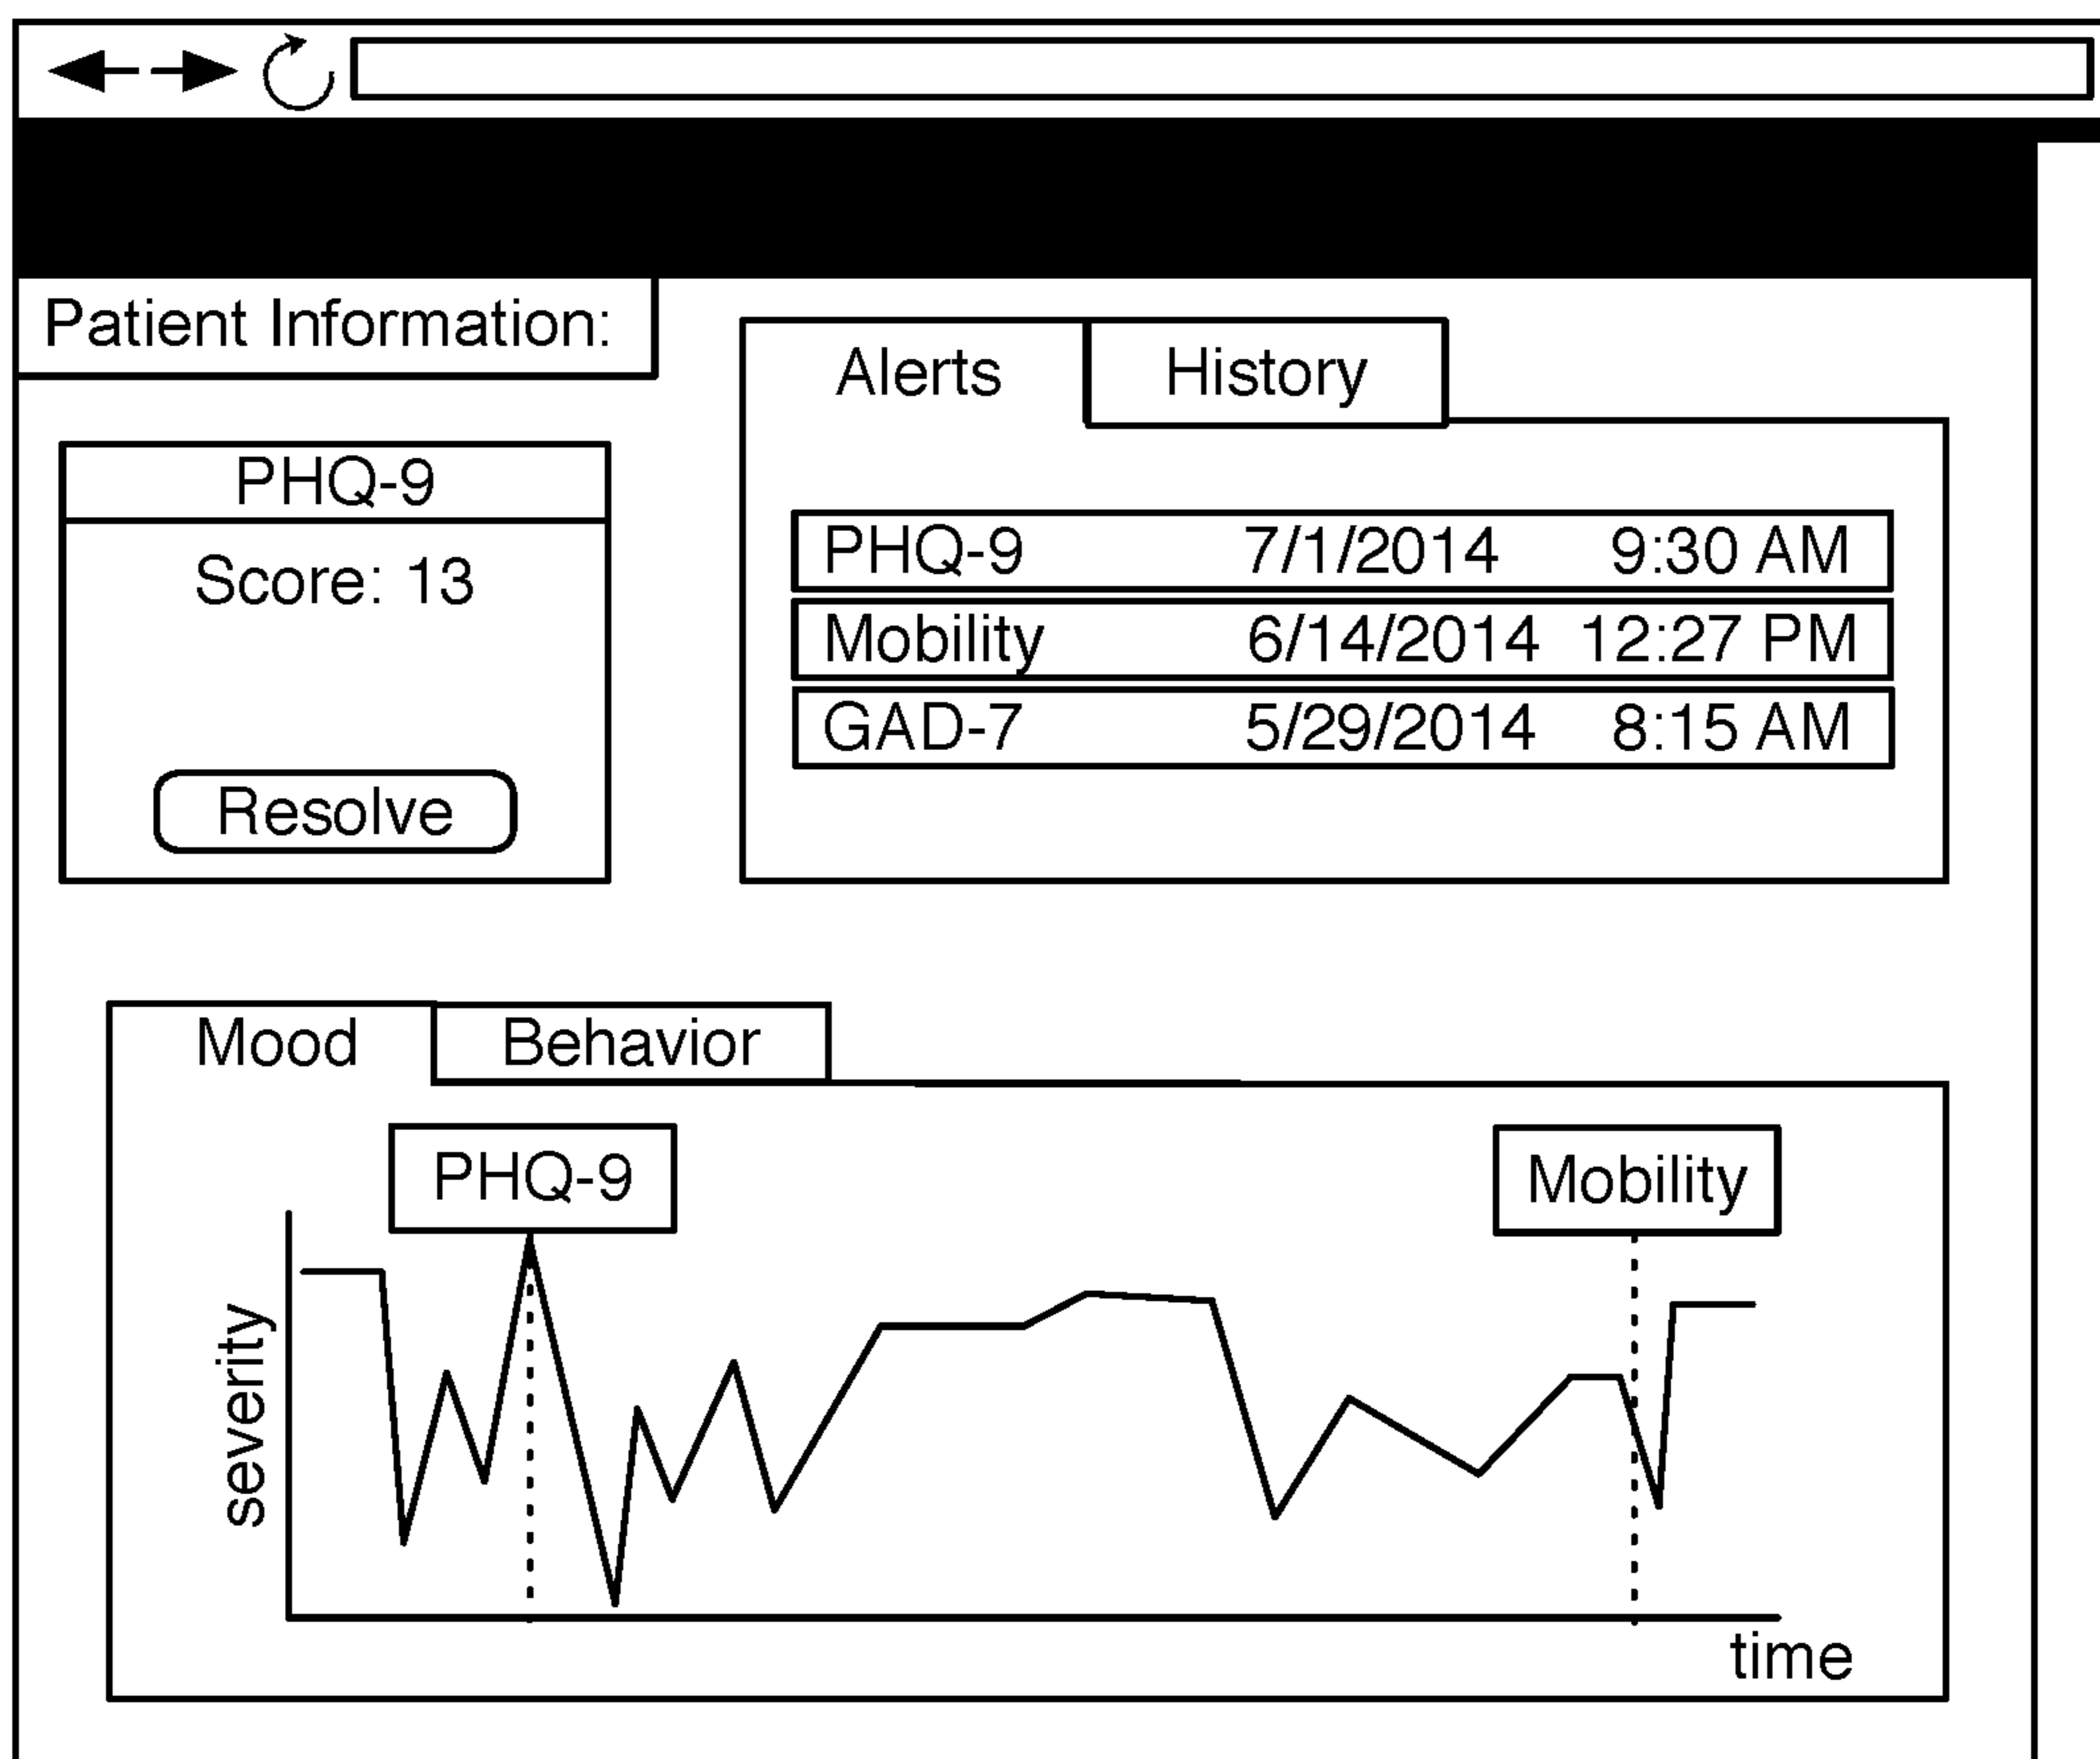 Patient Information:
Alerts
History
PHQ-9
Score: 13
Resolve
PHQ-9 7/1/2014 9:30 AM
Mobility 6/14/2014 12:27 PM
GAD-7 5/29/2014 8:15 AM
Mood
Behavior
PHQ-9
Mobility
severity
time